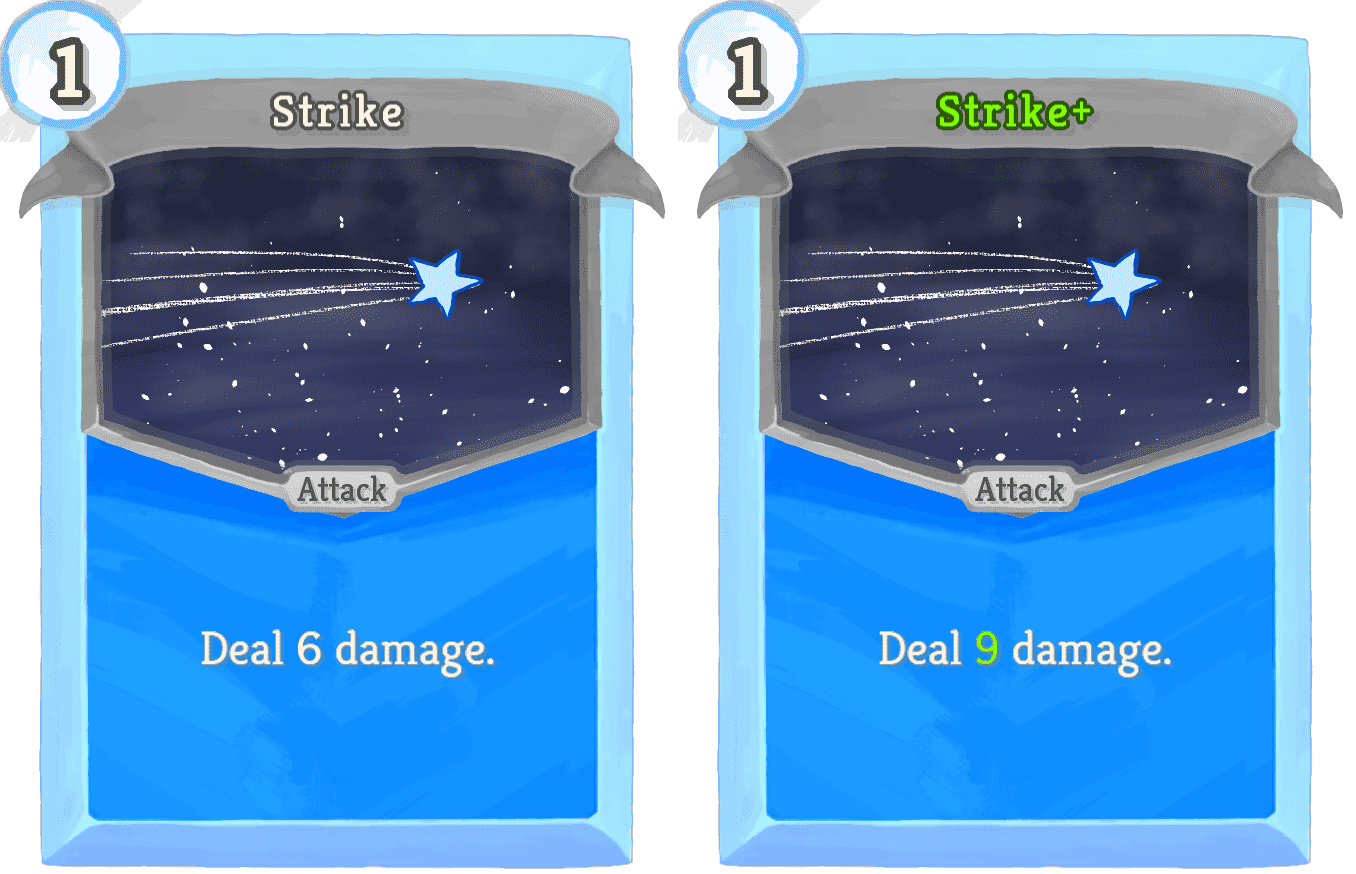 1
Strike
Attack
Deal 6 damage.
1
Strike+
Attack
Deal 9 damage.